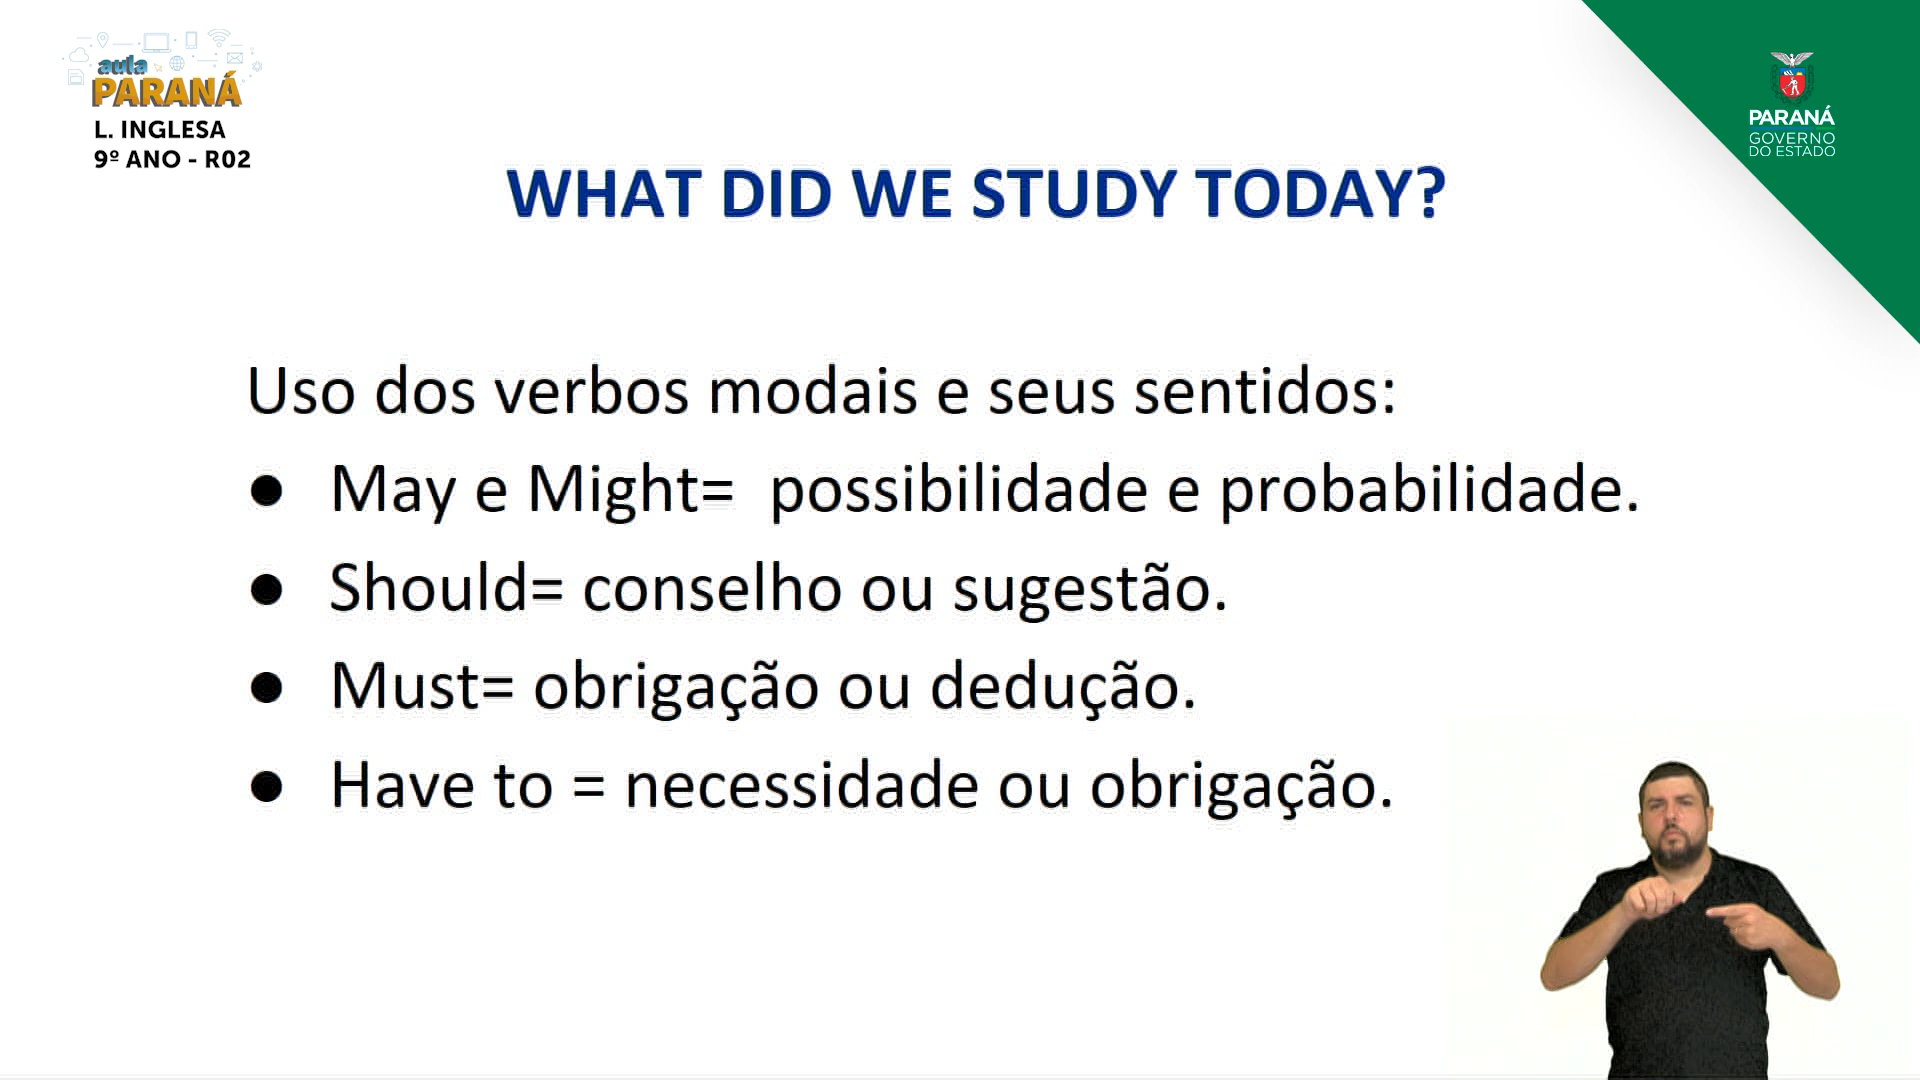 aula
PARANÁ
L. INGLESA
9º ANO - R02
PARANÁ
GOVERNO
DO ESTADO
WHAT DID WE STUDY TODAY?
Uso dos verbos modais e seus sentidos:
● May e Might= possibilidade e probabilidade.
● Should= conselho ou sugestão.
● Must= obrigação ou dedução.
● Have to = necessidade ou obrigação.